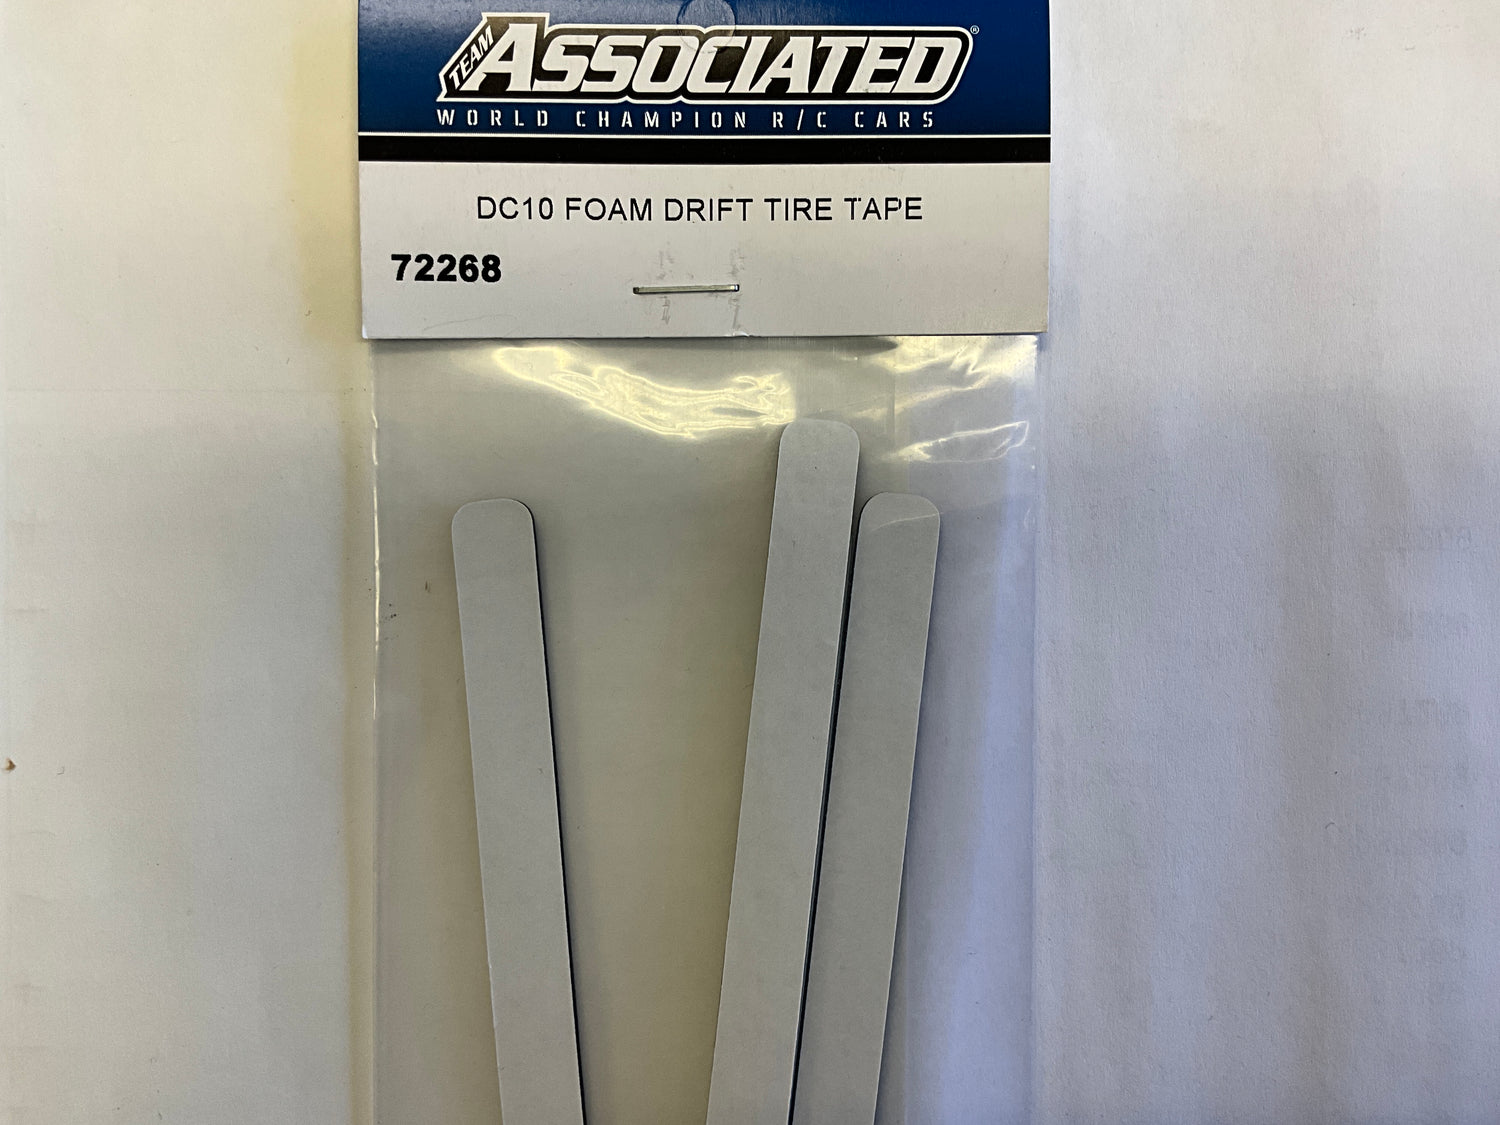 TEAM ASSOCIATED®
WORLD CHAMPION R/C CARS
DC10 FOAM DRIFT TIRE TAPE
72268